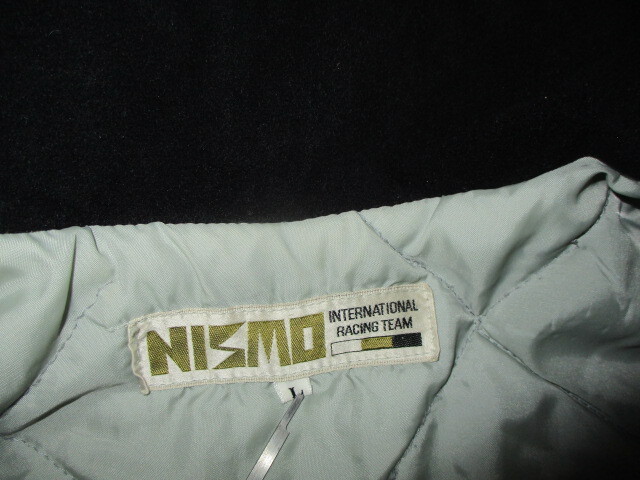 NISMO
INTERNATIONAL
RACING TEAM
L